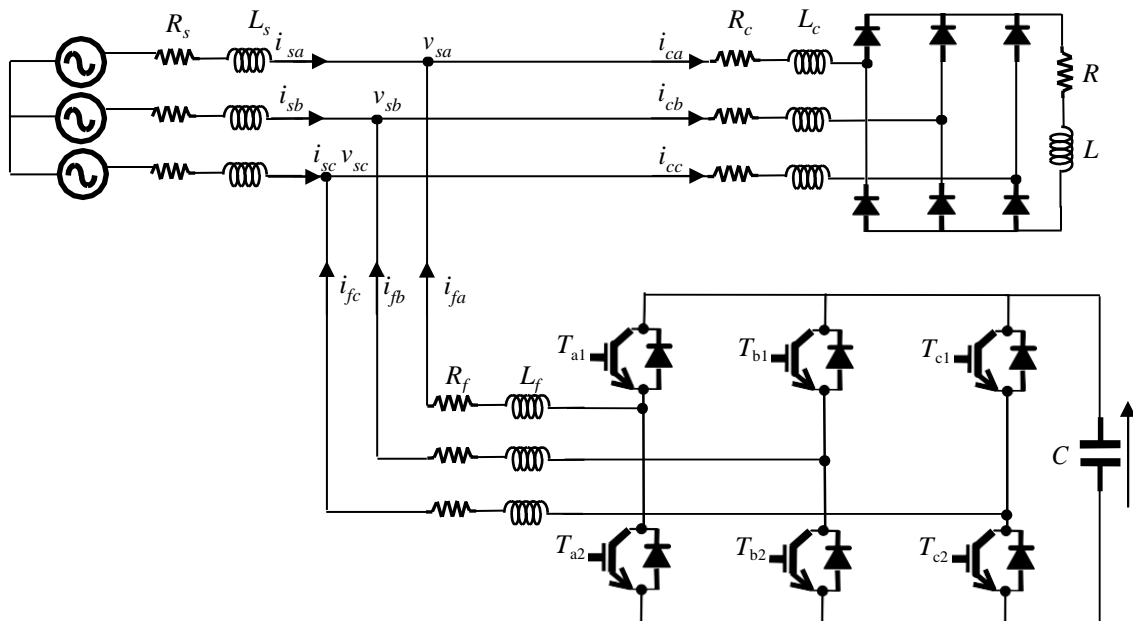 R_s L_s i_sa v_sa i_ca R_c L_c
i_sb v_sb i_cb R
i_sc v_sc i_cc L
i_fc i_fb i_fa
T_a1 T_b1 T_c1
R_f L_f
C
T_a2 T_b2 T_c2